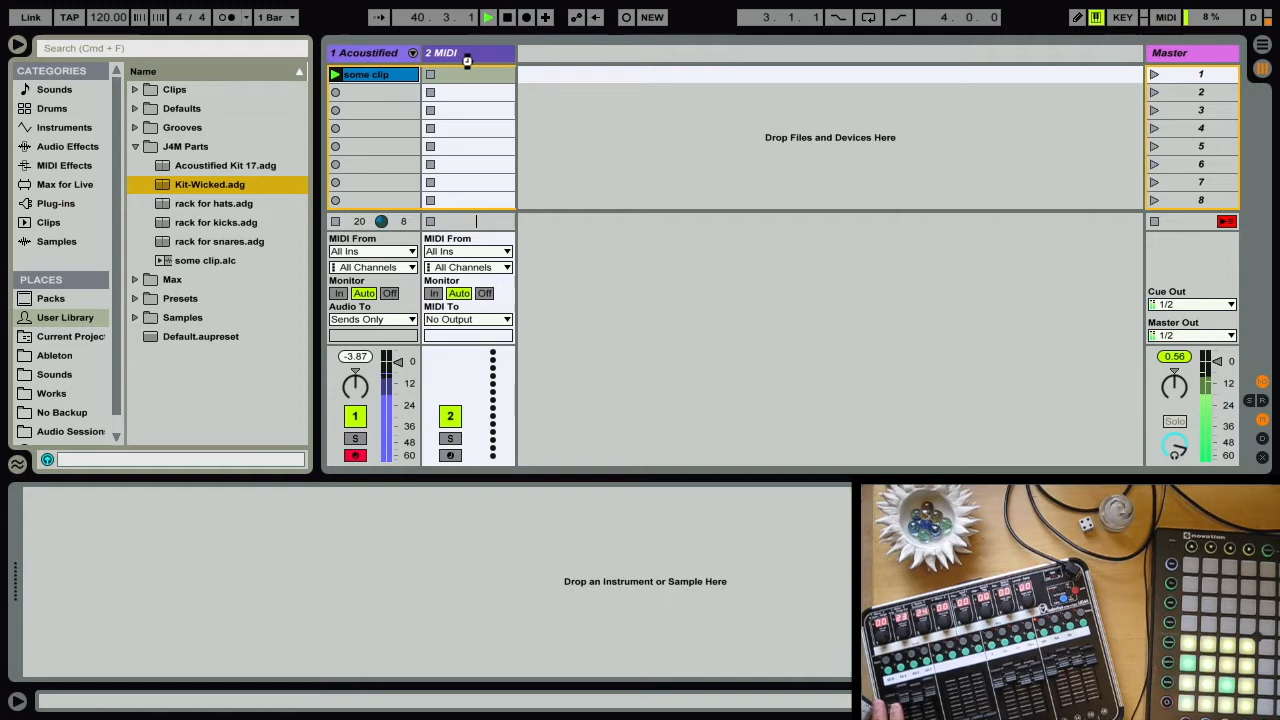 Link TAP 120.00 4 / 4 1 Bar 40. 3. 1 NEW 3. 1. 1 4. 0. 0 KEY MIDI 8 % D
Search (Cmd + F)
CATEGORIES
Sounds
Drums
Instruments
Audio Effects
MIDI Effects
Max for Live
Plug-ins
Clips
Samples
PLACES
Packs
User Library
Current Projec
Ableton
Sounds
Works
No Backup
Audio Session
Name
Clips
Defaults
Grooves
J4M Parts
Acoustified Kit 17.adg
Kit-Wicked.adg
rack for hats.adg
rack for kicks.adg
rack for snares.adg
some clip.alc
Max
Presets
Samples
Default.aupreset
1 Acoustified
some clip
20 8
MIDI From
All Ins
All Channels
Monitor
In Auto Off
Audio To
Sends Only
-3.87
0
12
24
36
48
60
1
S
2 MIDI
MIDI From
All Ins
All Channels
Monitor
In Auto Off
MIDI To
No Output
2
S
Drop Files and Devices Here
Master
1
2
3
4
5
6
7
8
Cue Out
1/2
Master Out
1/2
0.56
0
12
24
36
48
60
Solo
S R
M
D
X
Drop an Instrument or Sample Here
novation